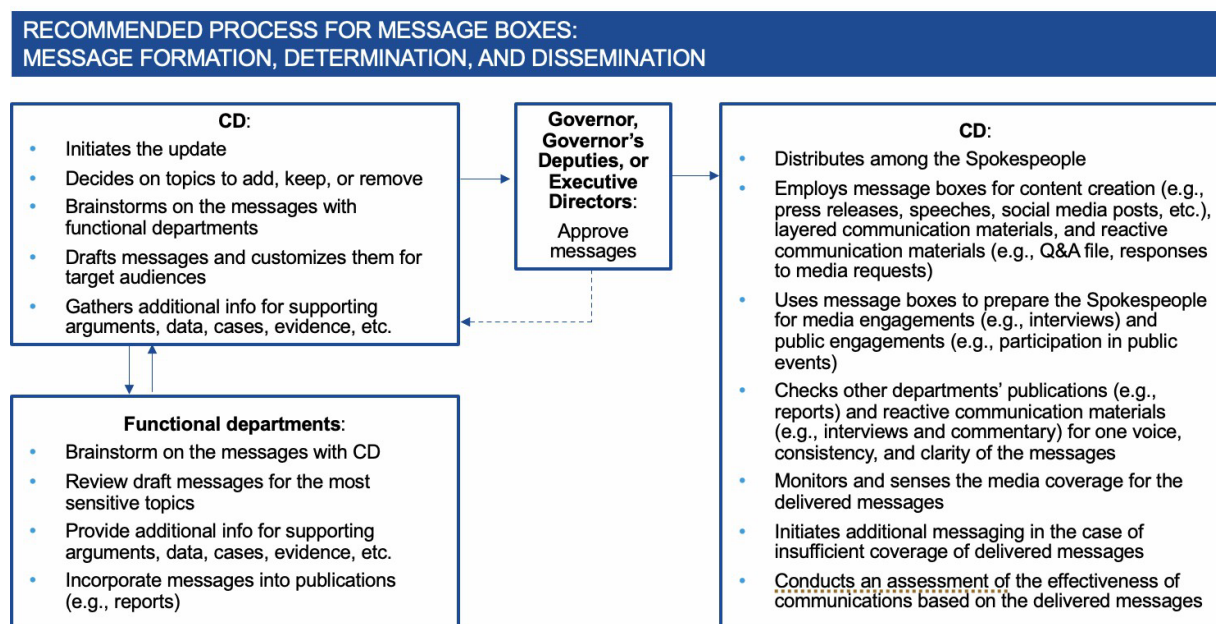 RECOMMENDED PROCESS FOR MESSAGE BOXES:
MESSAGE FORMATION, DETERMINATION, AND DISSEMINATION
CD:
• Initiates the update
• Decides on topics to add, keep, or remove
• Brainstorms on the messages with
functional departments
• Drafts messages and customizes them for
target audiences
• Gathers additional info for supporting
arguments, data, cases, evidence, etc.
Functional departments:
• Brainstorm on the messages with CD
• Review draft messages for the most
sensitive topics
• Provide additional info for supporting
arguments, data, cases, evidence, etc.
• Incorporate messages into publications
(e.g., reports)
Governor,
Governor’s
Deputies, or
Executive
Directors:
Approve
messages
CD:
• Distributes among the Spokespeople
• Employs message boxes for content creation (e.g.,
press releases, speeches, social media posts, etc.),
layered communication materials, and reactive
communication materials (e.g., Q&A file, responses
to media requests)
• Uses message boxes to prepare the Spokespeople
for media engagements (e.g., interviews) and
public engagements (e.g., participation in public
events)
• Checks other departments’ publications (e.g.,
reports) and reactive communication materials
(e.g., interviews and commentary) for one voice,
consistency, and clarity of the messages
• Monitors and senses the media coverage for the
delivered messages
• Initiates additional messaging in the case of
insufficient coverage of delivered messages
• Conducts an assessment of the effectiveness of
communications based on the delivered messages